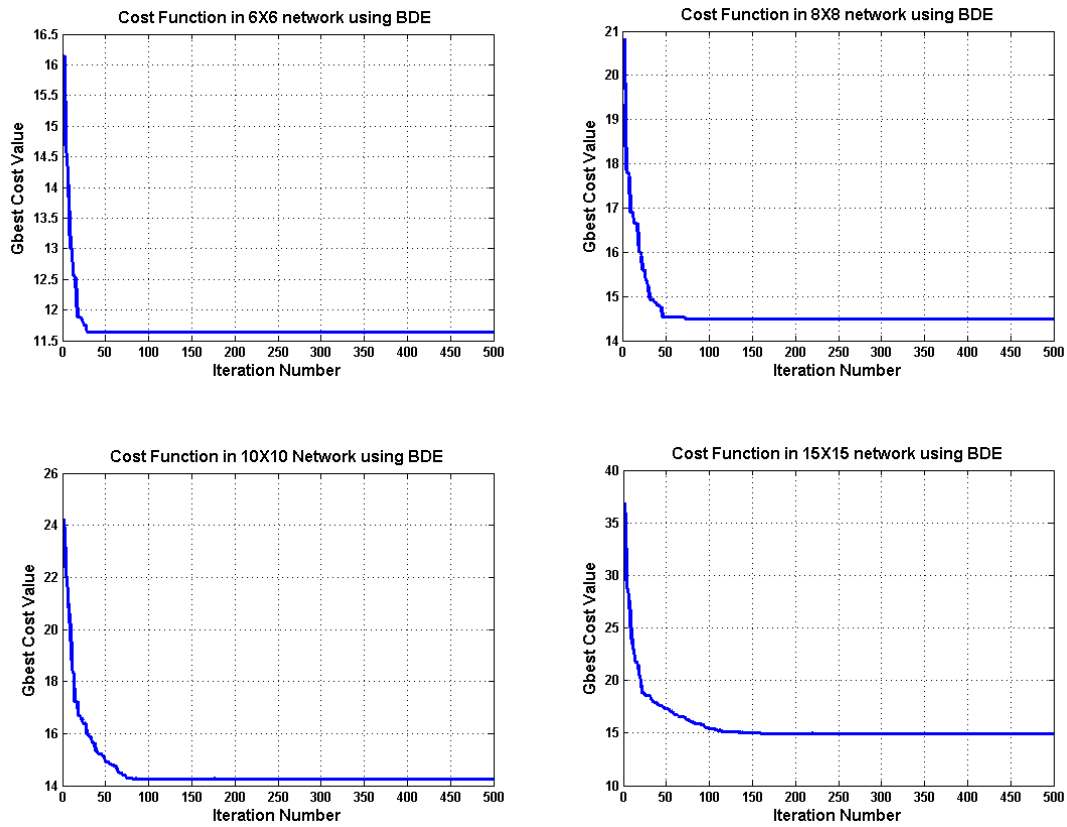 Cost Function in 6X6 network using BDE
16.5
16
15.5
15
14.5
14
13.5
13
12.5
12
11.5
Gbest Cost Value
0 50 100 150 200 250 300 350 400 450 500
Iteration Number
Cost Function in 8X8 network using BDE
21
20
19
18
17
16
15
14
Gbest Cost Value
0 50 100 150 200 250 300 350 400 450 500
Iteration Number
Cost Function in 10X10 Network using BDE
26
24
22
20
18
16
14
Gbest Cost Value
0 50 100 150 200 250 300 350 400 450 500
Iteration Number
Cost Function in 15X15 network using BDE
40
35
30
25
20
15
10
Gbest Cost Value
0 50 100 150 200 250 300 350 400 450 500
Iteration Number